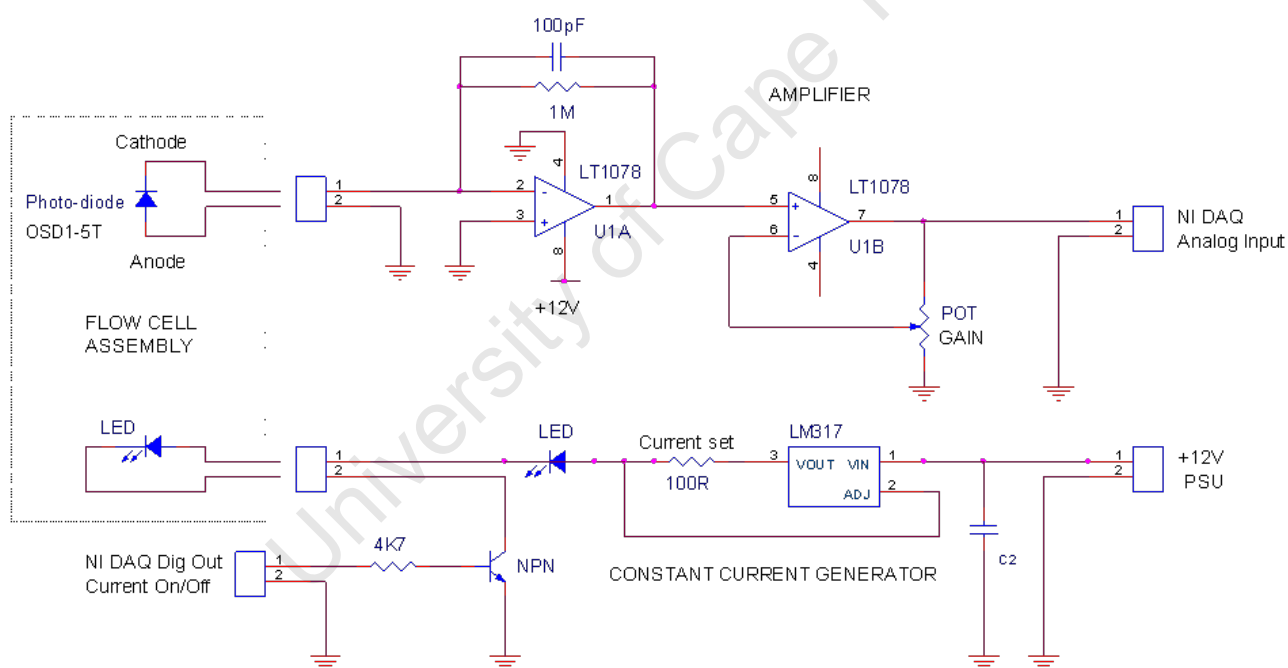 100pF
1M
AMPLIFIER
Cathode
Photo-diode
OSD1-5T
Anode
1
2
2
3
-
+
4
LT1078
1
U1A
8
+12V
5
6
+
-
8
LT1078
7
U1B
4
1
2
NI DAQ
Analog Input
POT
GAIN
FLOW CELL
ASSEMBLY
LED
1
2
LED
Current set
100R
LM317
3
VOUT VIN
ADJ
1
2
1
2
+12V
PSU
C2
NI DAQ Dig Out
Current On/Off
1
2
4K7
NPN
CONSTANT CURRENT GENERATOR
University of Cape